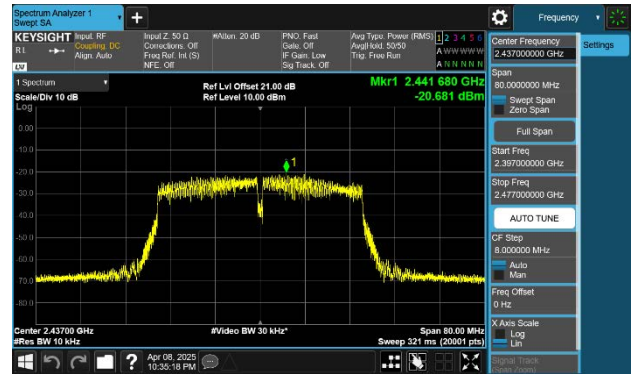 Spectrum Analyzer 1
Swept SA
Frequency
KEYSIGHT
Input: RF
Coupling: DC
Align: Auto
Input Z: 50 Ω
Corrections: Off
Freq Ref: Int (S)
NFE: Off
#Atten: 20 dB
PNO: Fast
Gate: Off
IF Gain: Low
Sig Track: Off
Avg Type: Power (RMS)
Avg|Hold: 50/50
Trig: Free Run
1 2 3 4 5 6
A W W W W W
A N N N N N
1 Spectrum
Scale/Div 10 dB
Log
Ref Lvl Offset 21.00 dB
Ref Level 10.00 dBm
Mkr1 2.441 680 GHz
-20.681 dBm
1
0.00
-10.0
-20.0
-30.0
-40.0
-50.0
-60.0
-70.0
-80.0
Center 2.43700 GHz
#Res BW 10 kHz
#Video BW 30 kHz*
Span 80.00 MHz
Sweep 321 ms (20001 pts)
Apr 08, 2025
10:35:18 PM
Center Frequency
2.437000000 GHz
Span
80.0000000 MHz
Swept Span
Zero Span
Full Span
Start Freq
2.397000000 GHz
Stop Freq
2.477000000 GHz
AUTO TUNE
CF Step
8.000000 MHz
Auto
Man
Freq Offset
0 Hz
X Axis Scale
Log
Lin
Signal Track
(Span Zoom)
Settings